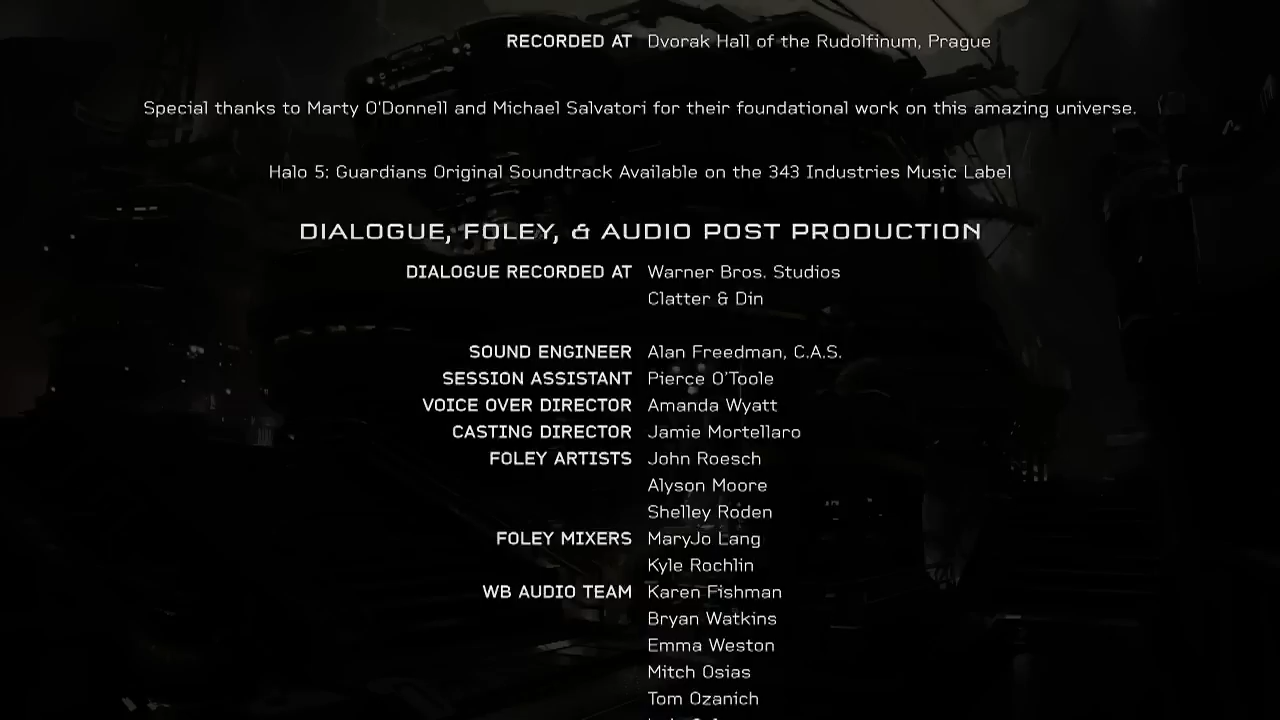 RECORDED AT Dvorak Hall of the Rudolfinum, Prague
Special thanks to Marty O'Donnell and Michael Salvatori for their foundational work on this amazing universe.
Halo 5: Guardians Original Soundtrack Available on the 343 Industries Music Label
DIALOGUE, FOLEY, & AUDIO POST PRODUCTION
DIALOGUE RECORDED AT Warner Bros. Studios
Clatter & Din
SOUND ENGINEER Alan Freedman, C.A.S.
SESSION ASSISTANT Pierce O'Toole
VOICE OVER DIRECTOR Amanda Wyatt
CASTING DIRECTOR Jamie Mortellaro
FOLEY ARTISTS John Roesch
Alyson Moore
Shelley Roden
FOLEY MIXERS MaryJo Lang
Kyle Rochlin
WB AUDIO TEAM Karen Fishman
Bryan Watkins
Emma Weston
Mitch Osias
Tom Ozanich